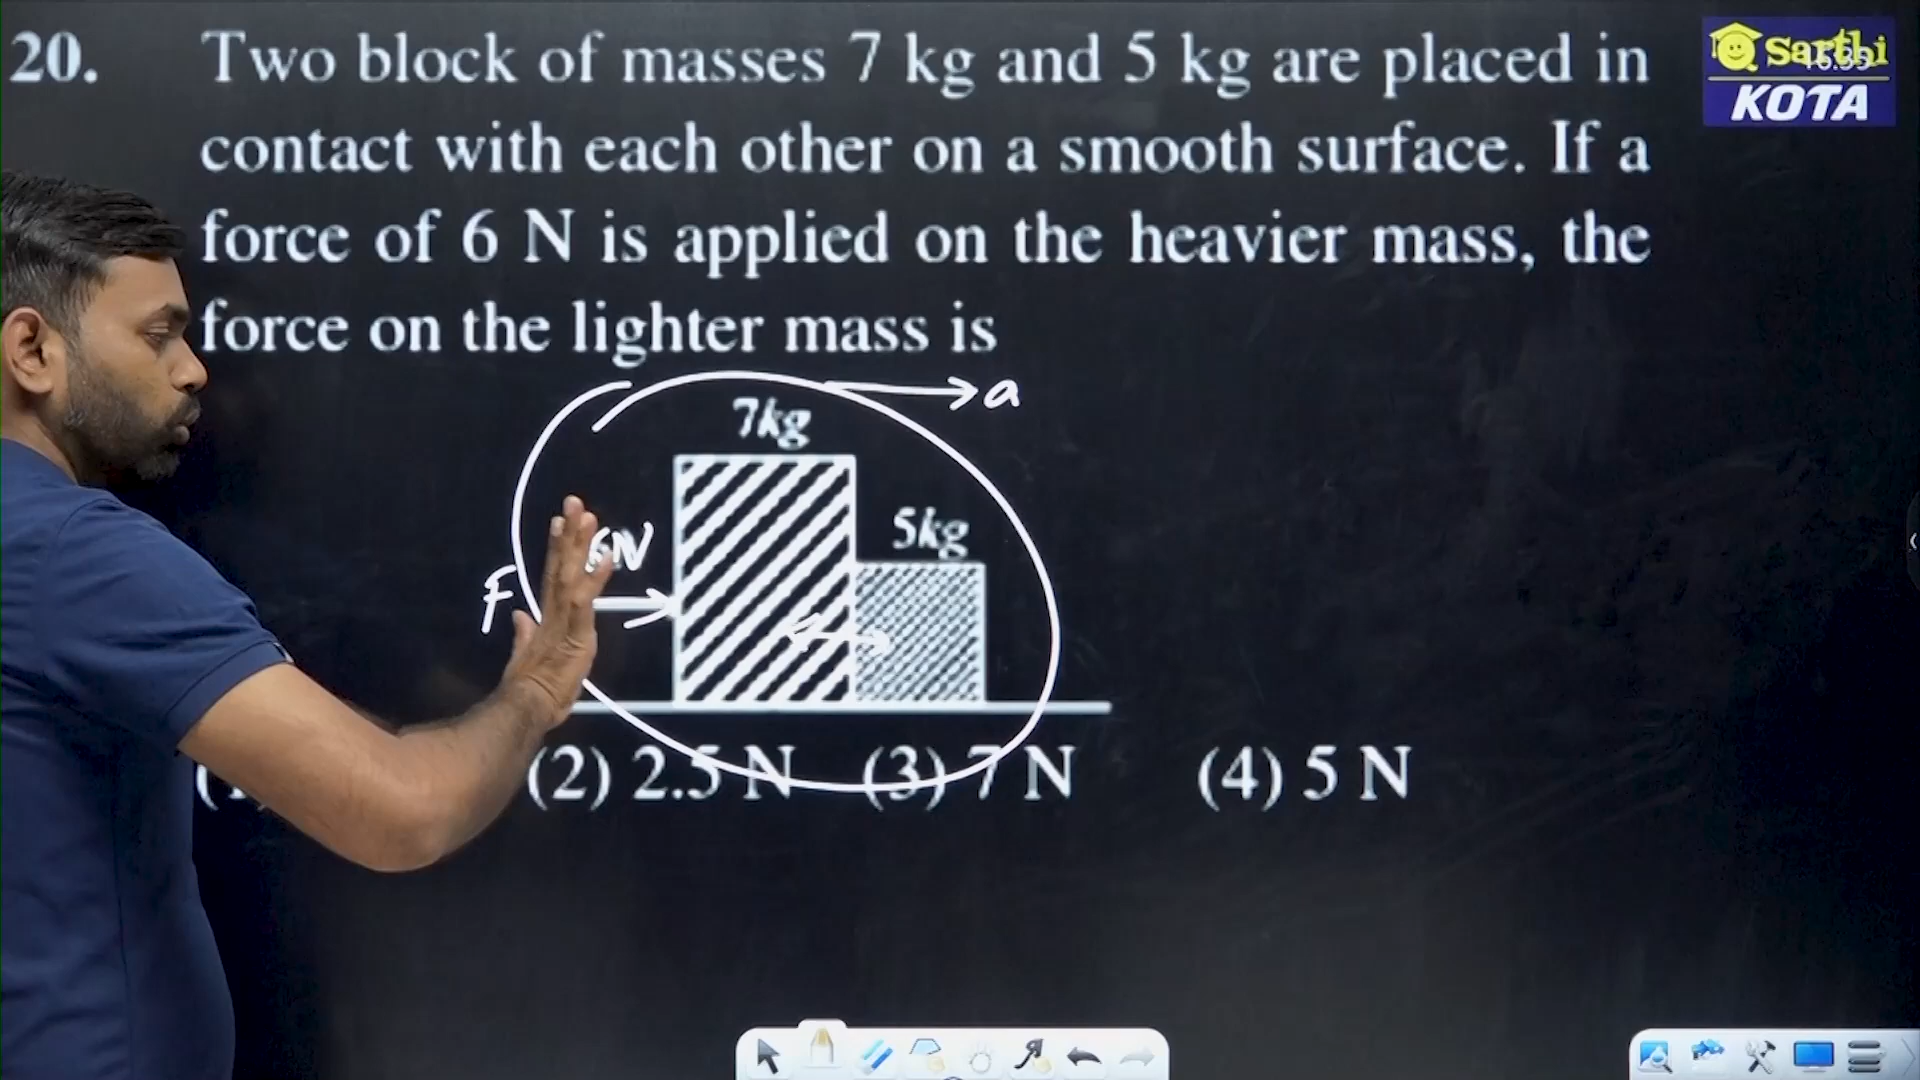 20. Two block of masses 7 kg and 5 kg are placed in
contact with each other on a smooth surface. If a
force of 6 N is applied on the heavier mass, the
force on the lighter mass is
Sarthi
KOTA
a
7kg
5kg
6N
F
(2) 2.5 N (3) 7 N (4) 5 N